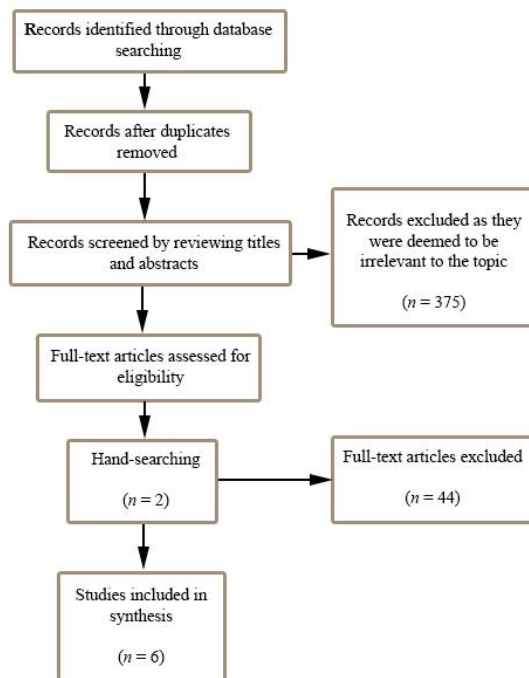 Records identified through database
searching
Records after duplicates
removed
Records screened by reviewing titles
and abstracts
Records excluded as they
were deemed to be
irrelevant to the topic
(n = 375)
Full-text articles assessed for
eligibility
Hand-searching
(n = 2)
Full-text articles excluded
(n = 44)
Studies included in
synthesis
(n = 6)